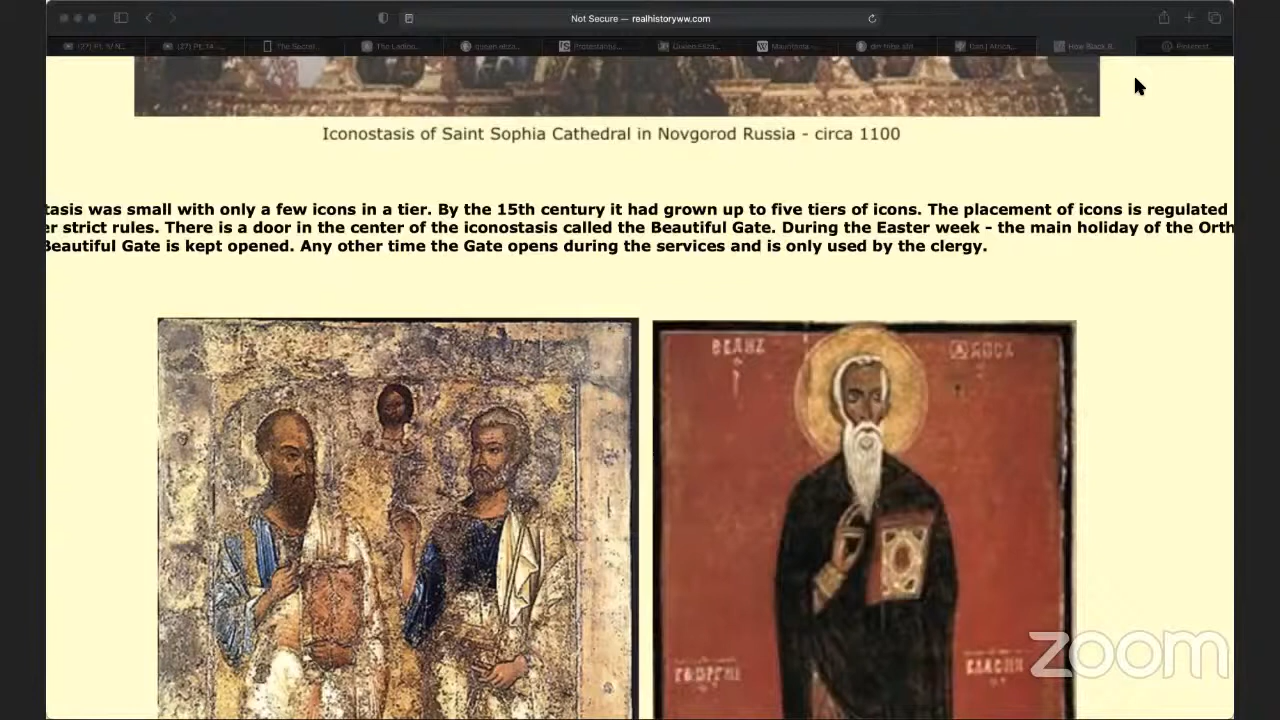 Not Secure — realhistoryww.com
Iconostasis of Saint Sophia Cathedral in Novgorod Russia - circa 1100
tasis was small with only a few icons in a tier. By the 15th century it had grown up to five tiers of icons. The placement of icons is regulated
er strict rules. There is a door in the center of the iconostasis called the Beautiful Gate. During the Easter week - the main holiday of the Orth
Beautiful Gate is kept opened. Any other time the Gate opens during the services and is only used by the clergy.
zoom